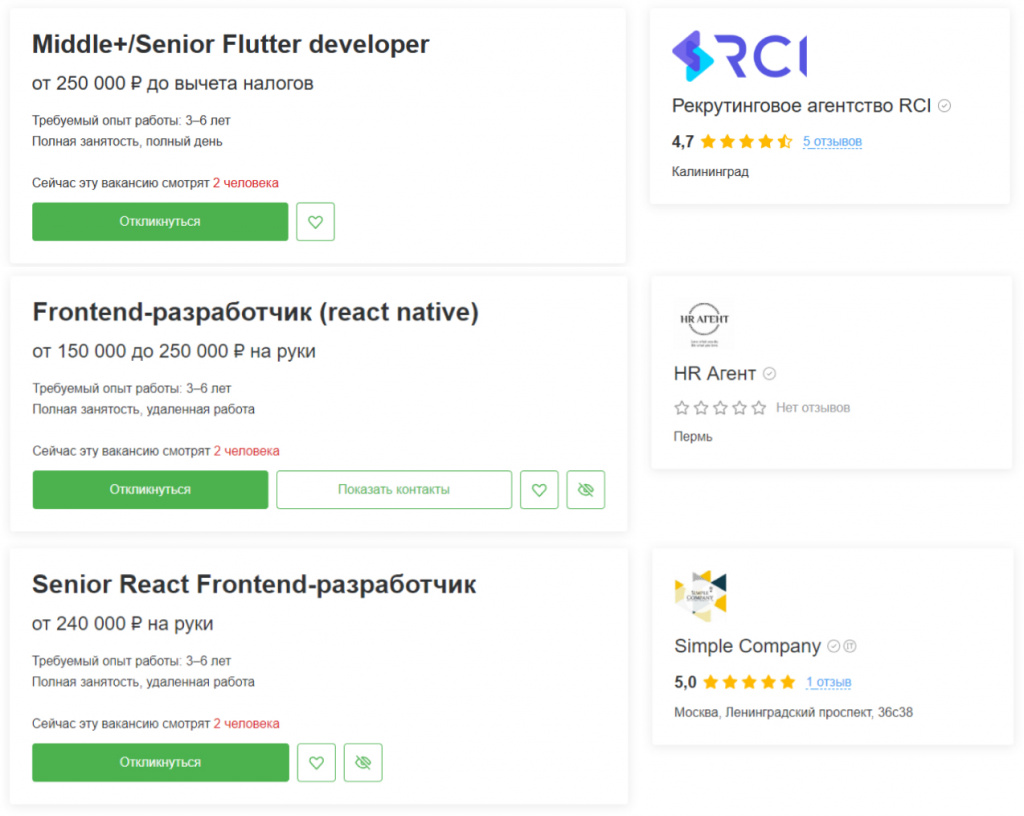 Middle+/Senior Flutter developer
от 250 000 ₽ до вычета налогов
Требуемый опыт работы: 3–6 лет
Полная занятость, полный день
Сейчас эту вакансию смотрят 2 человека
Откликнуться
RCI
Рекрутинговое агентство RCI
4,7 5 отзывов
Калининград
Frontend-разработчик (react native)
от 150 000 до 250 000 ₽ на руки
Требуемый опыт работы: 3–6 лет
Полная занятость, удаленная работа
Сейчас эту вакансию смотрят 2 человека
Откликнуться Показать контакты
HR АГЕНТ
HR Агент
Нет отзывов
Пермь
Senior React Frontend-разработчик
от 240 000 ₽ на руки
Требуемый опыт работы: 3–6 лет
Полная занятость, удаленная работа
Сейчас эту вакансию смотрят 2 человека
Откликнуться
SIMPLE
COMPANY
Simple Company IT
5,0 1 отзыв
Москва, Ленинградский проспект, 36с38